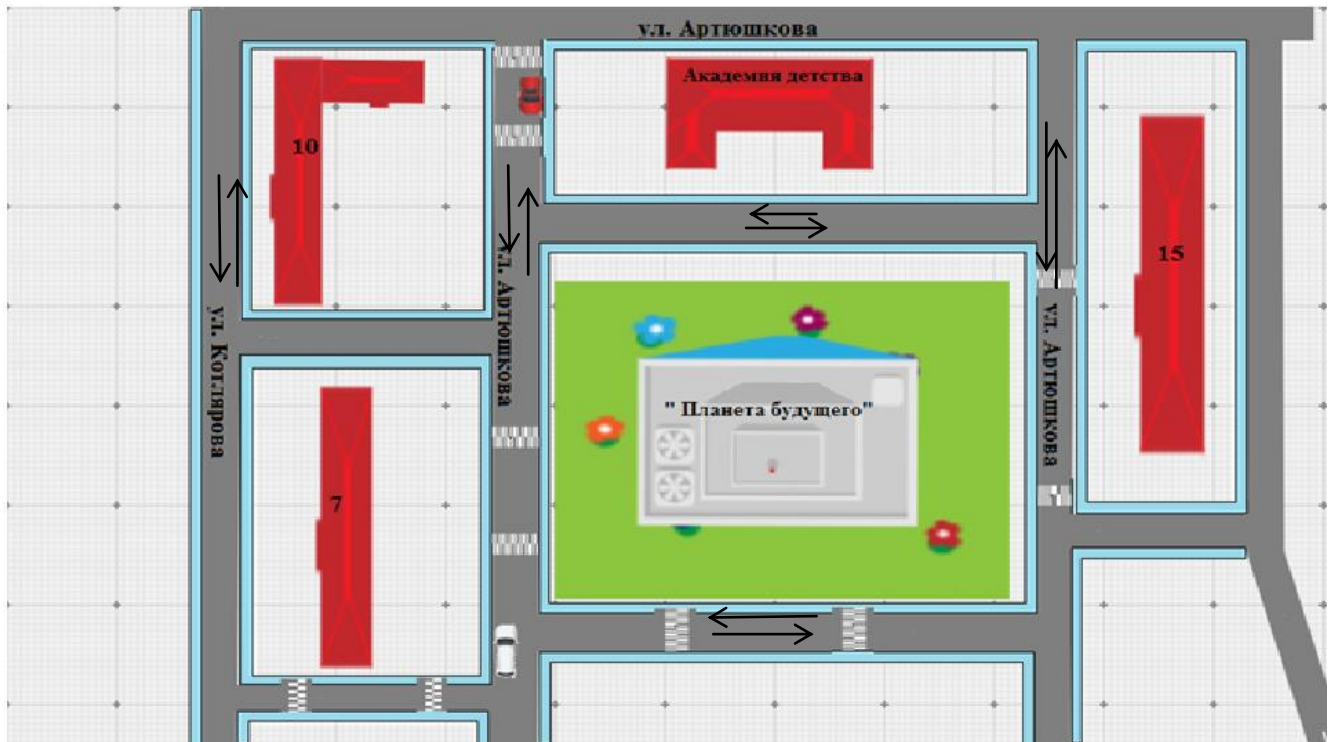 ул. Артюшкова
Академия детства
10
15
ул. Артюшкова
ул. Котлярова
ул. Артюшкова
" Планета будущего"
7